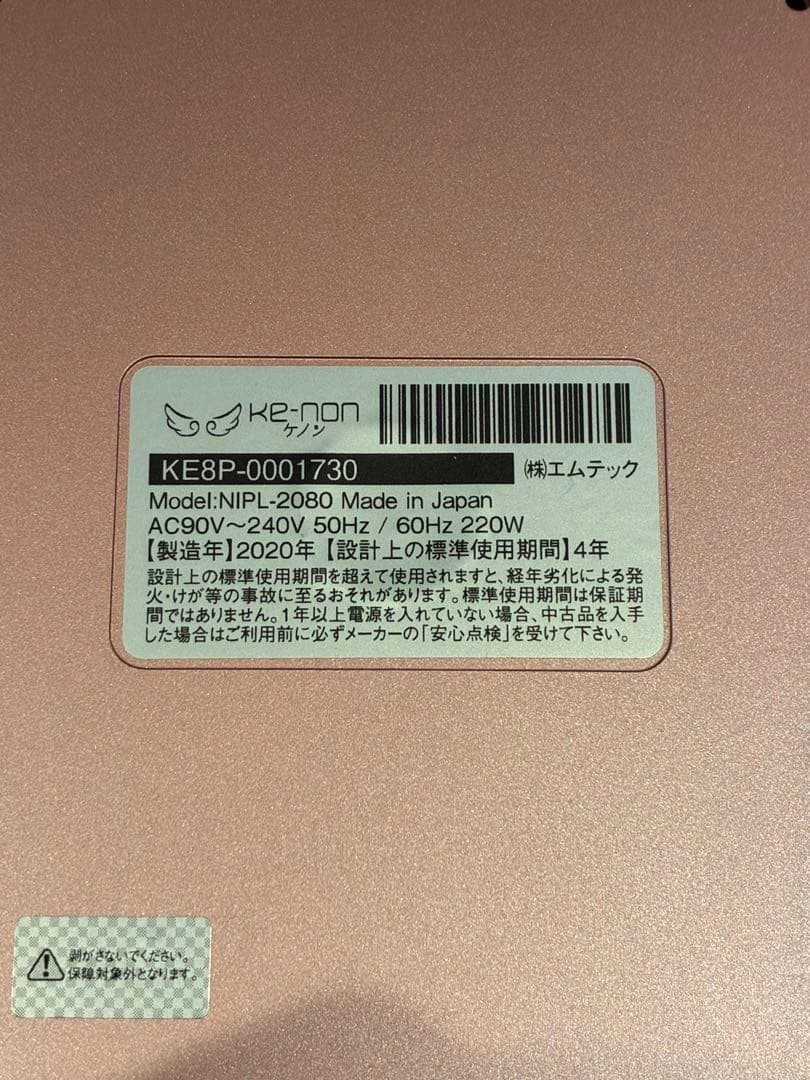 ke-non
ケノン
KE8P-0001730 ㈱エムテック
Model:NIPL-2080 Made in Japan
AC90V～240V 50Hz / 60Hz 220W
【製造年】2020年【設計上の標準使用期間】4年
設計上の標準使用期間を超えて使用されますと、経年劣化による発
火・けが等の事故に至るおそれがあります。標準使用期間は保証期
間ではありません。1年以上電源を入れていない場合、中古品を入手
した場合はご利用前に必ずメーカーの「安心点検」を受けて下さい。
剥がさないでください。
保障対象外となります。